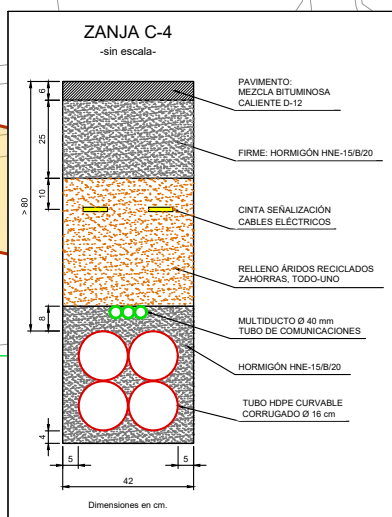 ZANJA C-4
-sin escala-
PAVIMENTO:
MEZCLA BITUMINOSA
CALIENTE D-12
6
25
FIRME: HORMIGÓN HNE-15/B/20
10
> 80
CINTA SEÑALIZACIÓN
CABLES ELÉCTRICOS
RELLENO ÁRIDOS RECICLADOS
ZAHORRAS, TODO-UNO
8
MULTIDUCTO Ø 40 mm
TUBO DE COMUNICACIONES
HORMIGÓN HNE-15/B/20
TUBO HDPE CURVABLE
CORRUGADO Ø 16 cm
4
5
5
42
Dimensiones en cm.